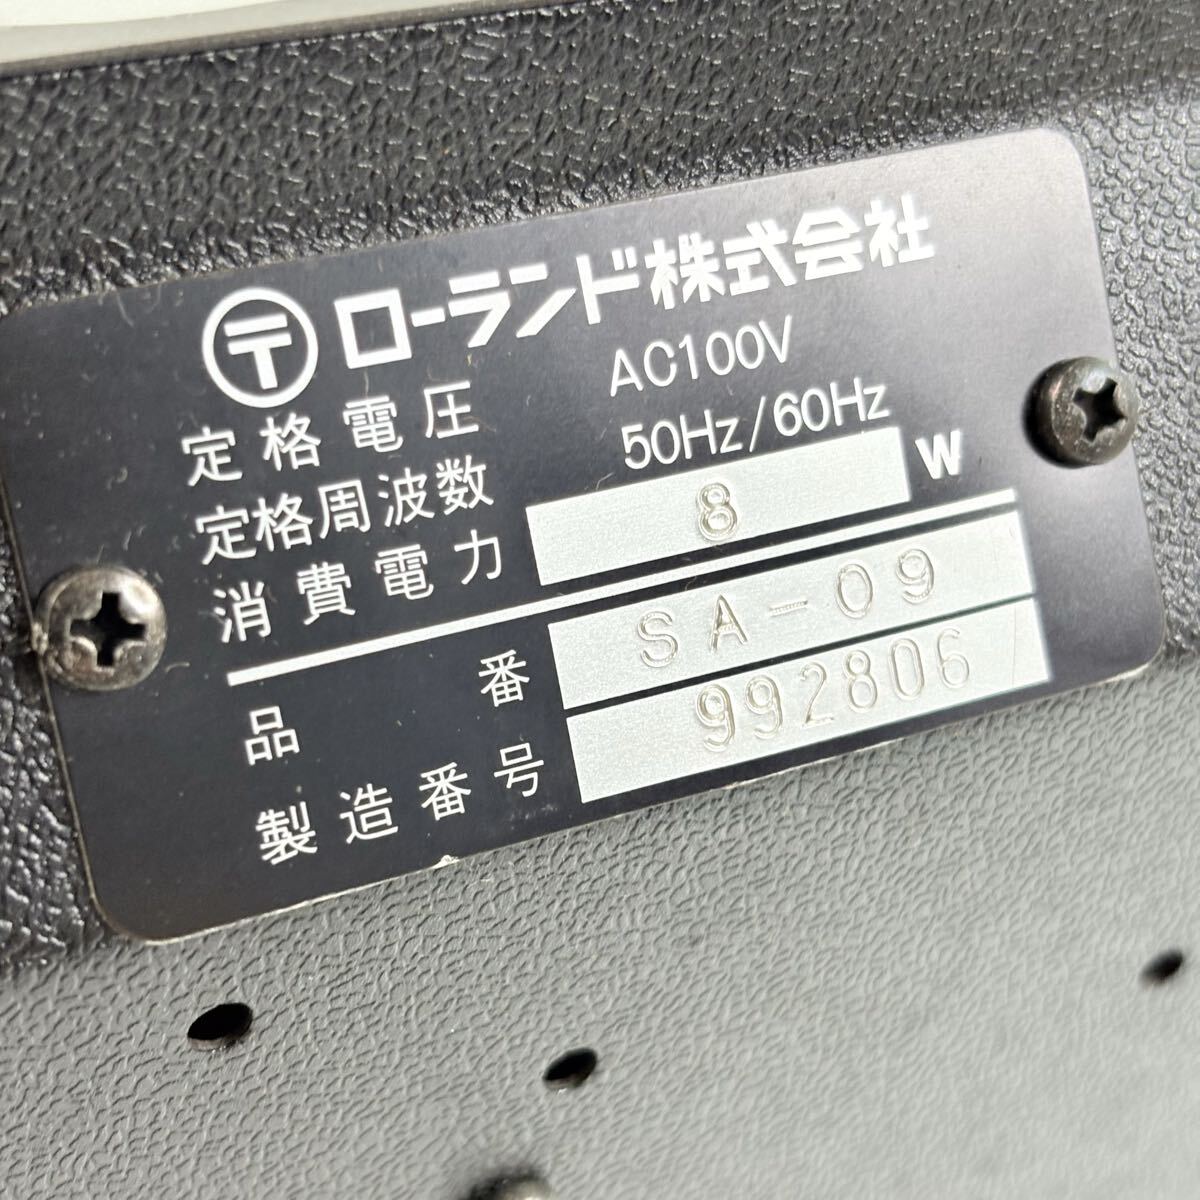 〒 ローランド株式会社
定格電圧 AC100V
定格周波数 50Hz/60Hz
消費電力 8 W
品番 SA-09
製造番号 992806